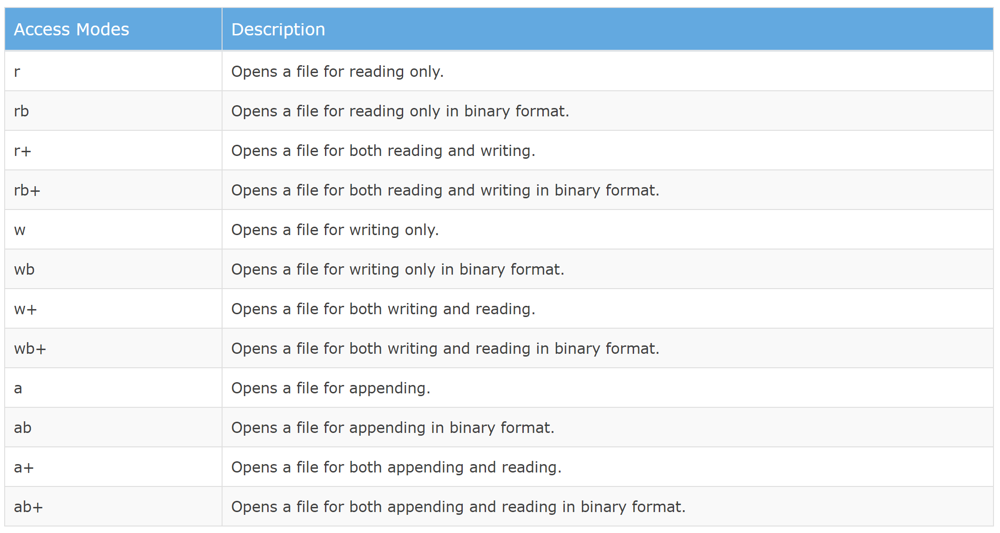 Access Modes Description
r Opens a file for reading only.
rb Opens a file for reading only in binary format.
r+ Opens a file for both reading and writing.
rb+ Opens a file for both reading and writing in binary format.
w Opens a file for writing only.
wb Opens a file for writing only in binary format.
w+ Opens a file for both writing and reading.
wb+ Opens a file for both writing and reading in binary format.
a Opens a file for appending.
ab Opens a file for appending in binary format.
a+ Opens a file for both appending and reading.
ab+ Opens a file for both appending and reading in binary format.